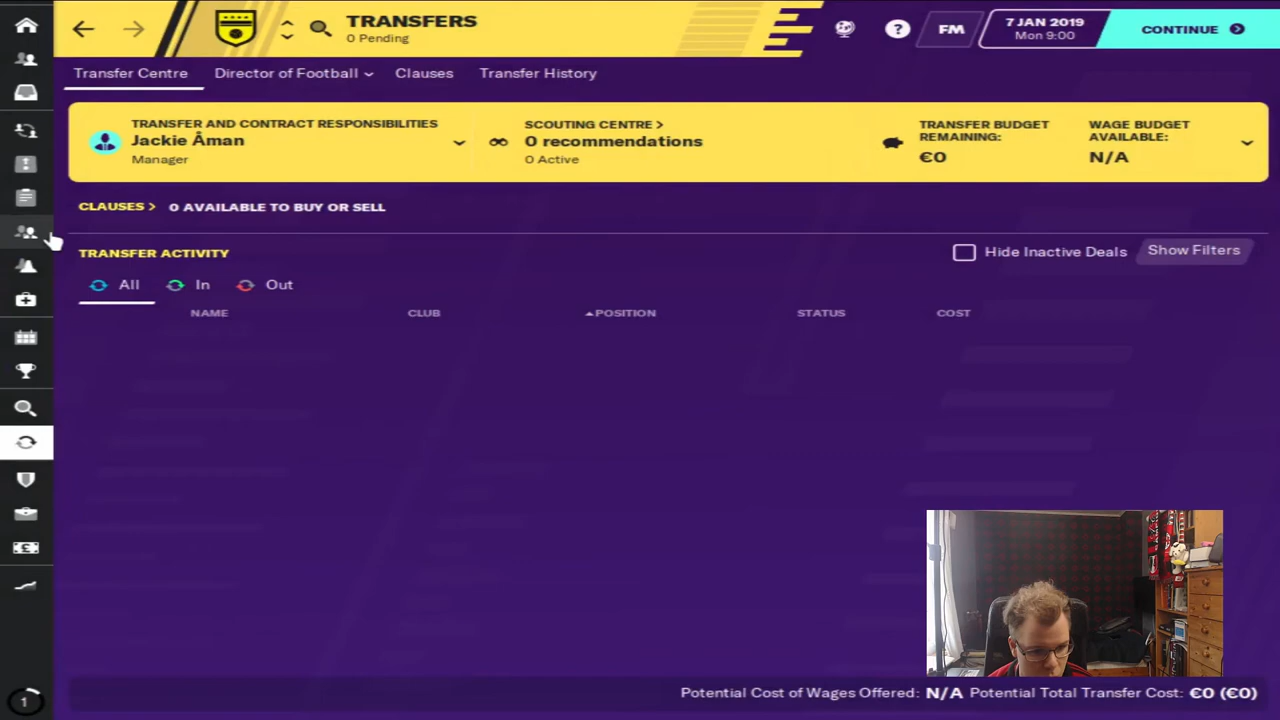 TRANSFERS
0 Pending
FM
7 JAN 2019
Mon 9:00
CONTINUE
Transfer Centre
Director of Football
Clauses
Transfer History
TRANSFER AND CONTRACT RESPONSIBILITIES
Jackie Åman
Manager
SCOUTING CENTRE >
0 recommendations
0 Active
TRANSFER BUDGET
REMAINING:
€0
WAGE BUDGET
AVAILABLE:
N/A
CLAUSES > 0 AVAILABLE TO BUY OR SELL
TRANSFER ACTIVITY
Hide Inactive Deals
Show Filters
All
In
Out
NAME
CLUB
POSITION
STATUS
COST
Potential Cost of Wages Offered: N/A Potential Total Transfer Cost: €0 (€0)
1